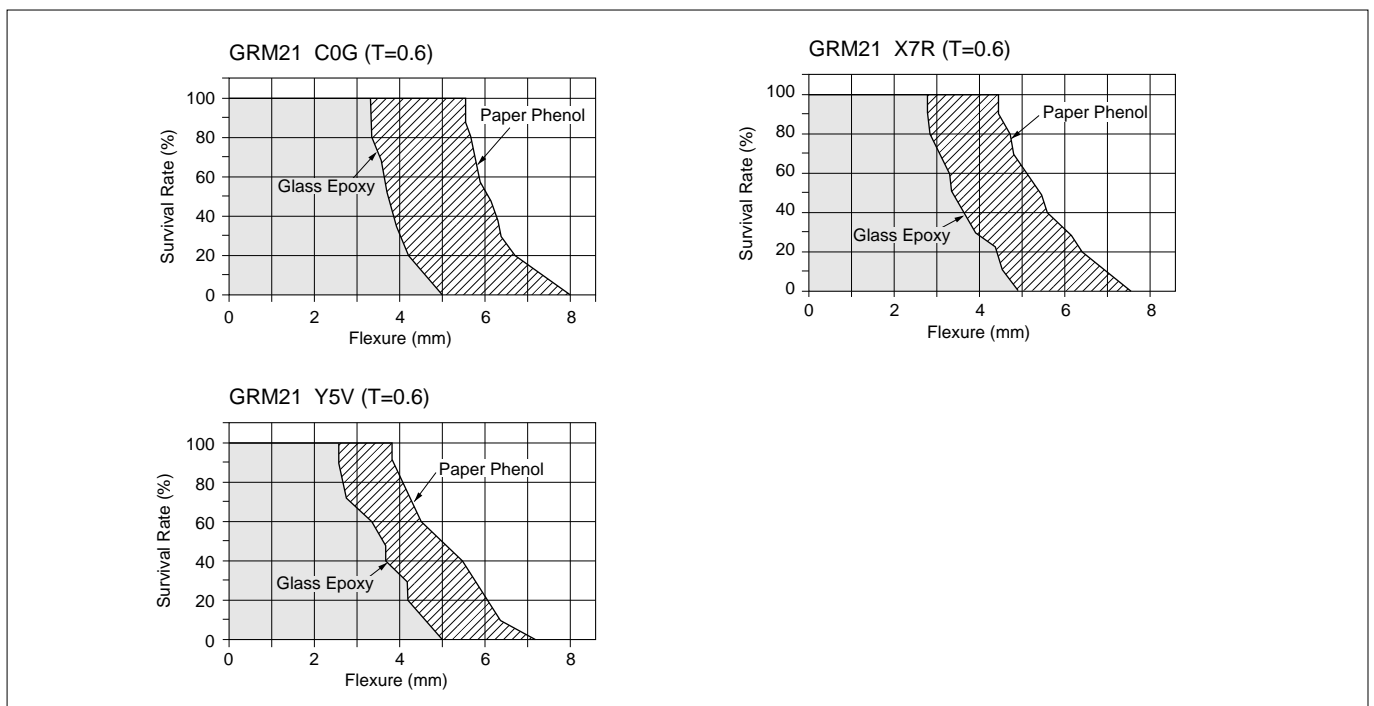 GRM21 C0G (T=0.6)
Survival Rate (%)
100
80
60
40
20
0
Paper Phenol
Glass Epoxy
0 2 4 6 8
Flexure (mm)
GRM21 X7R (T=0.6)
Survival Rate (%)
100
80
60
40
20
0
Paper Phenol
Glass Epoxy
0 2 4 6 8
Flexure (mm)
GRM21 Y5V (T=0.6)
Survival Rate (%)
100
80
60
40
20
0
Paper Phenol
Glass Epoxy
0 2 4 6 8
Flexure (mm)